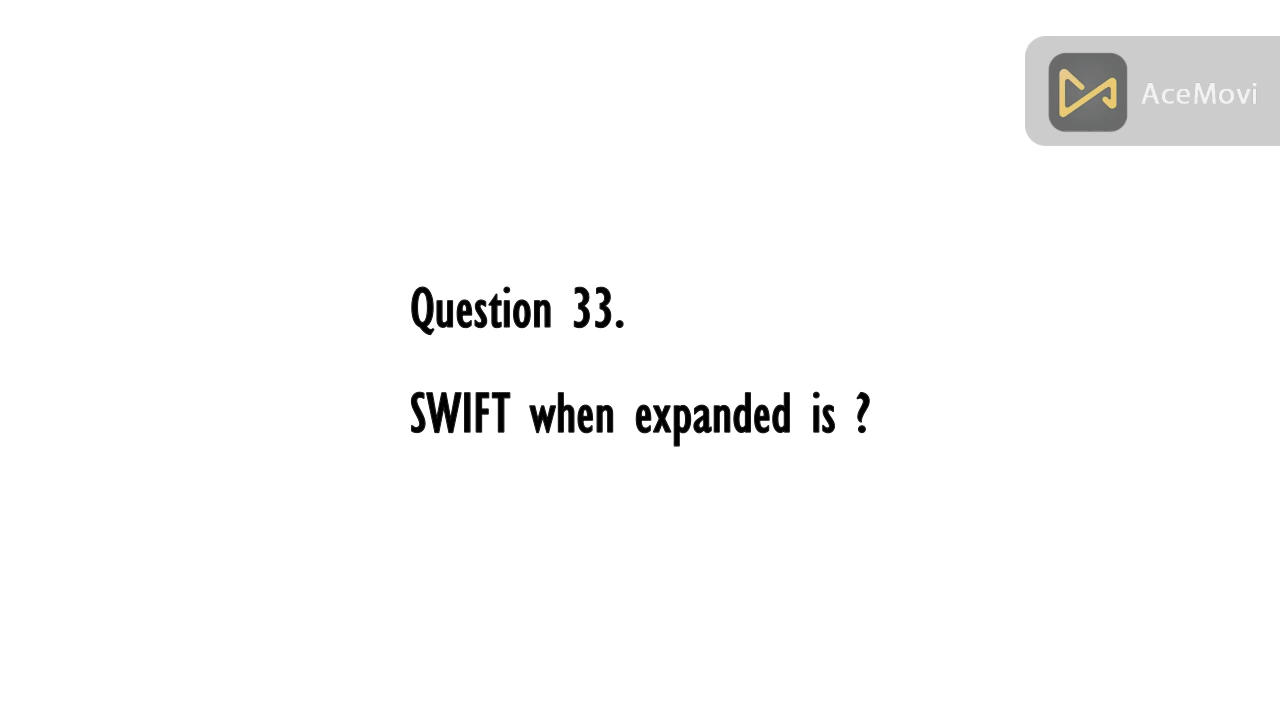 AceMovi
Question 33.
SWIFT when expanded is ?